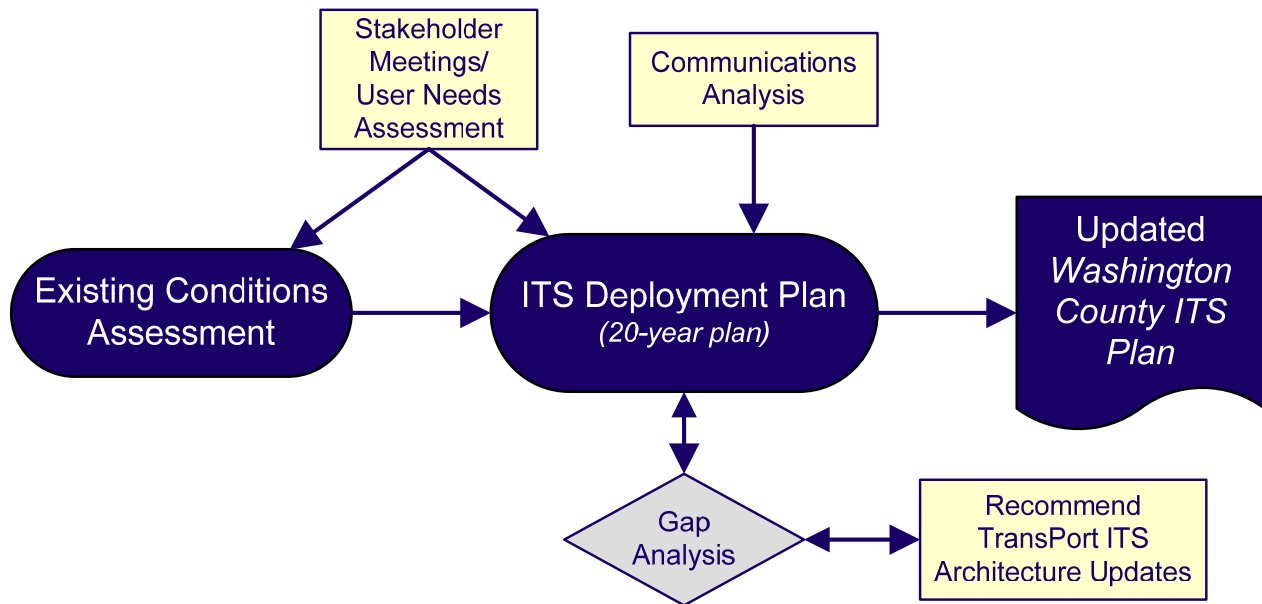 Stakeholder
Meetings/
User Needs
Assessment
Communications
Analysis
Existing Conditions
Assessment
ITS Deployment Plan
(20-year plan)
Updated
Washington
County ITS
Plan
Gap
Analysis
Recommend
TransPort ITS
Architecture Updates